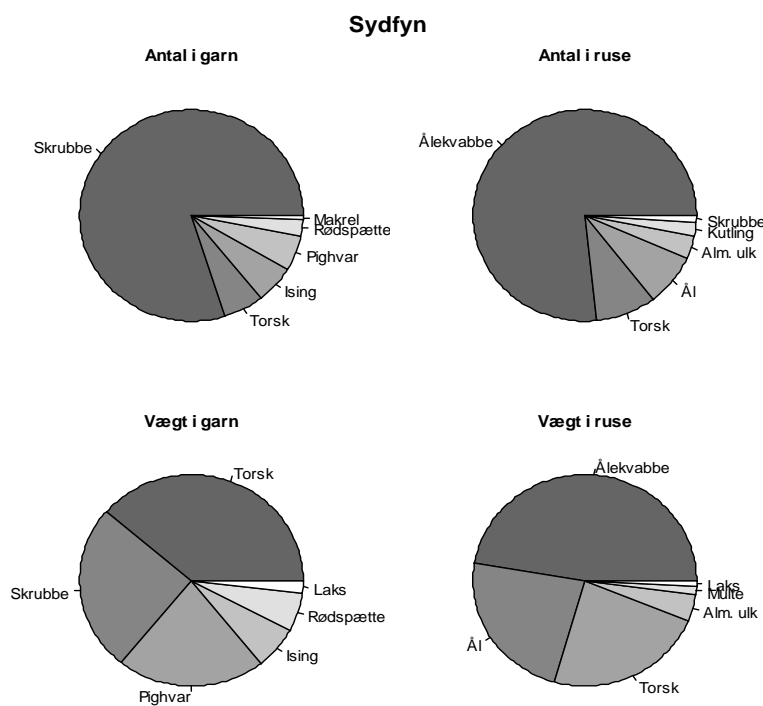 Sydfyn
Antal i garn
Skrubbe
Makrel
Rødspætte
Pighvar
Ising
Torsk
Antal i ruse
Ålekvabbe
Skrubbe
Kutling
Alm. ulk
Ål
Torsk
Vægt i garn
Torsk
Skrubbe
Laks
Rødspætte
Ising
Pighvar
Vægt i ruse
Ålekvabbe
Laks
Multe
Alm. ulk
Ål
Torsk